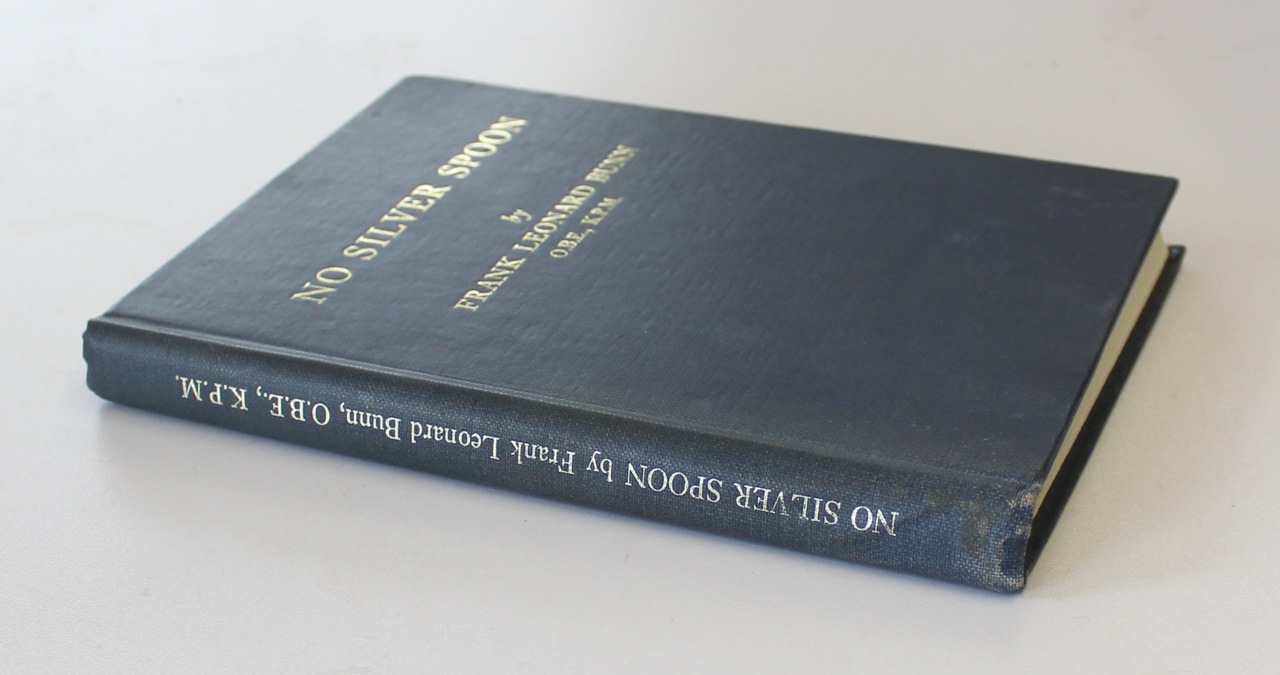 NO SILVER SPOON
by
FRANK LEONARD BUNN
O.B.E., K.P.M.
NO SILVER SPOON by Frank Leonard Bunn, O.B.E., K.P.M.